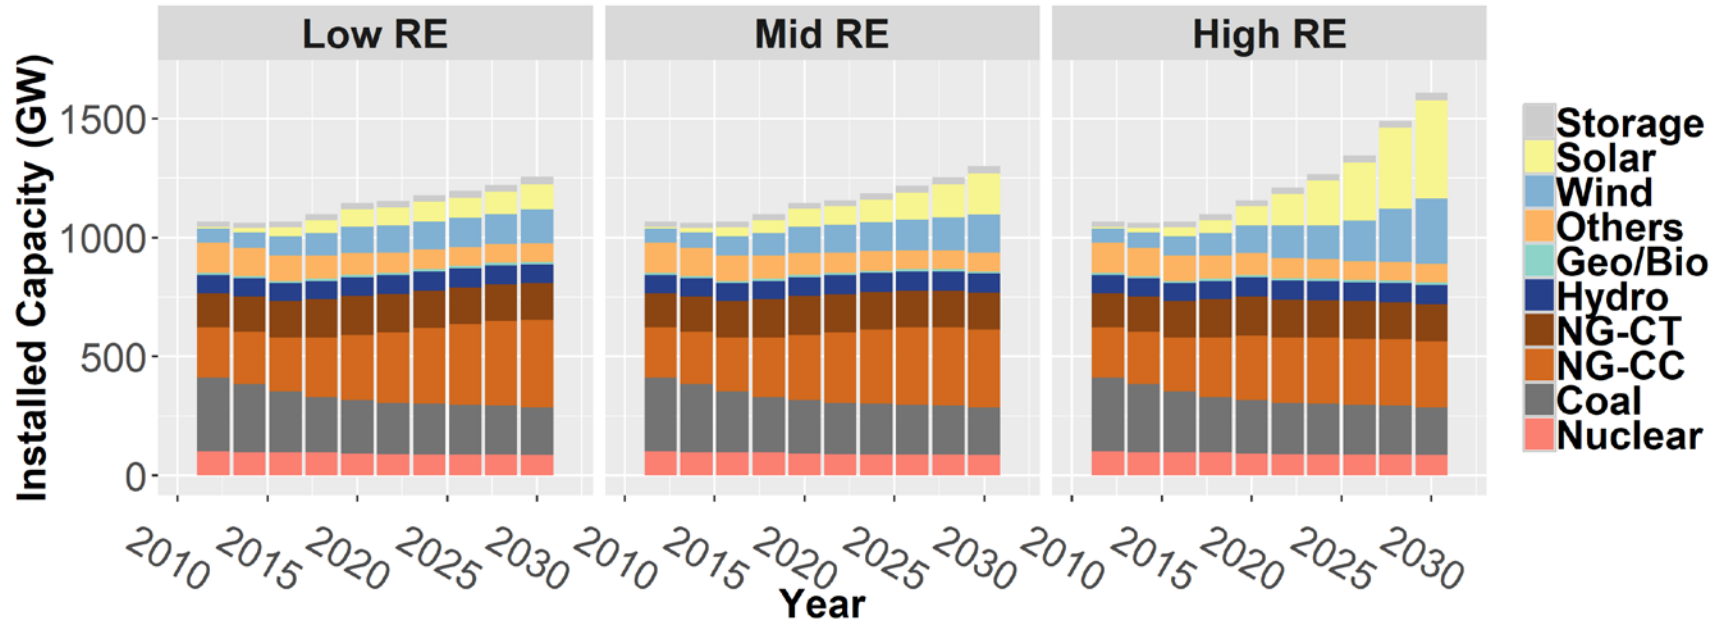 Low RE
Mid RE
High RE
Installed Capacity (GW)
1500
1000
500
0
2010
2015
2020
2025
2030
2010
2015
2020
2025
2030
2010
2015
2020
2025
2030
Year
Storage
Solar
Wind
Others
Geo/Bio
Hydro
NG-CT
NG-CC
Coal
Nuclear